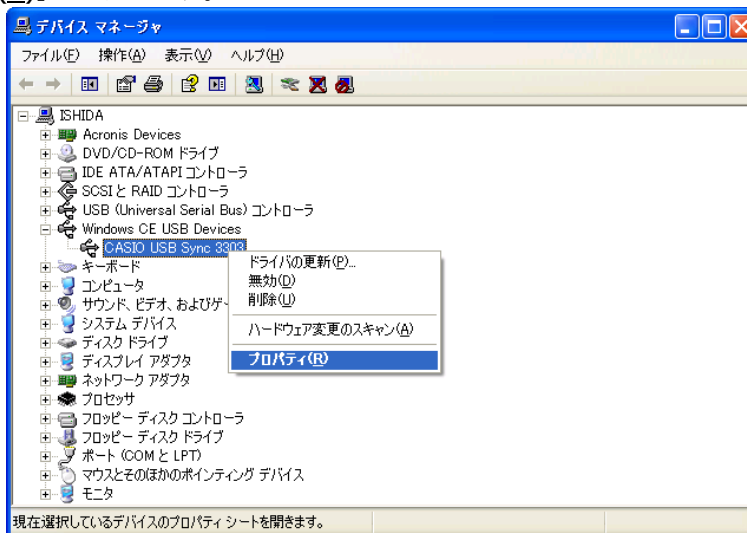 (R)
デバイス マネージャ
ファイル(F) 操作(A) 表示(V) ヘルプ(H)
ISHIDA
Acronis Devices
DVD/CD-ROM ドライブ
IDE ATA/ATAPI コントローラ
SCSI と RAID コントローラ
USB (Universal Serial Bus) コントローラ
Windows CE USB Devices
CASIO USB Sync 3303
ドライバの更新(P)...
無効(D)
削除(U)
ハードウェア変更のスキャン(A)
プロパティ(R)
キーボード
コンピュータ
サウンド、ビデオ、およびゲー
システム デバイス
ディスク ドライブ
ディスプレイ アダプタ
ネットワーク アダプタ
プロセッサ
フロッピー ディスク コントローラ
フロッピー ディスク ドライブ
ポート (COM と LPT)
マウスとそのほかのポインティング デバイス
モニタ
現在選択しているデバイスのプロパティ シートを開きます。